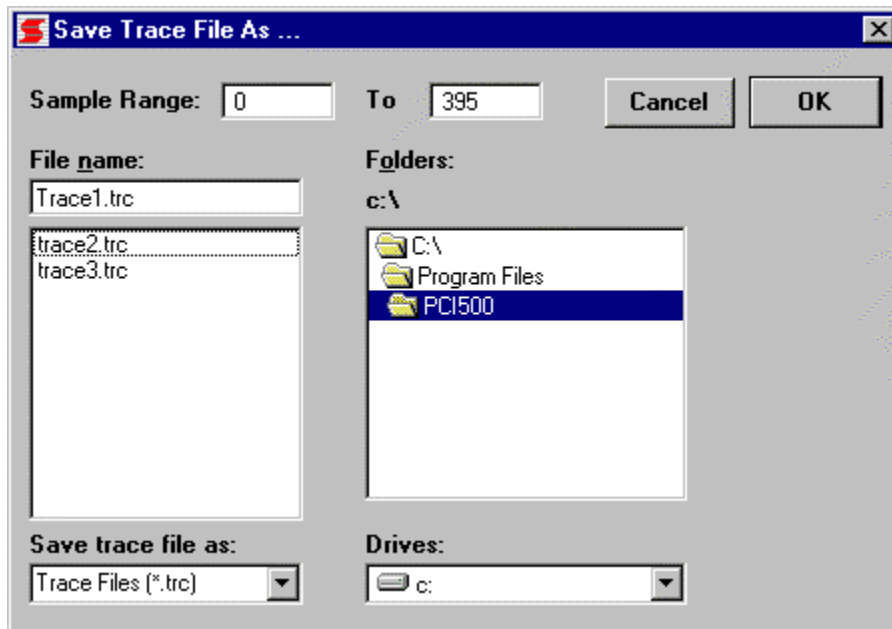 Save Trace File As ...
Sample Range: 0 To 395 Cancel OK
File name:
Trace1.trc
trace2.trc
trace3.trc
Folders:
c:\
C:\
Program Files
PCI500
Save trace file as:
Trace Files (*.trc)
Drives:
c: